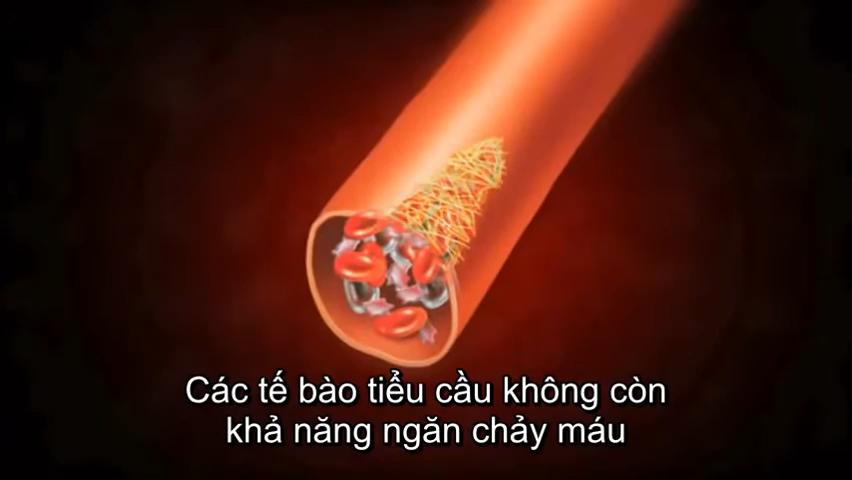 Các tế bào tiểu cầu không còn
khả năng ngăn chảy máu